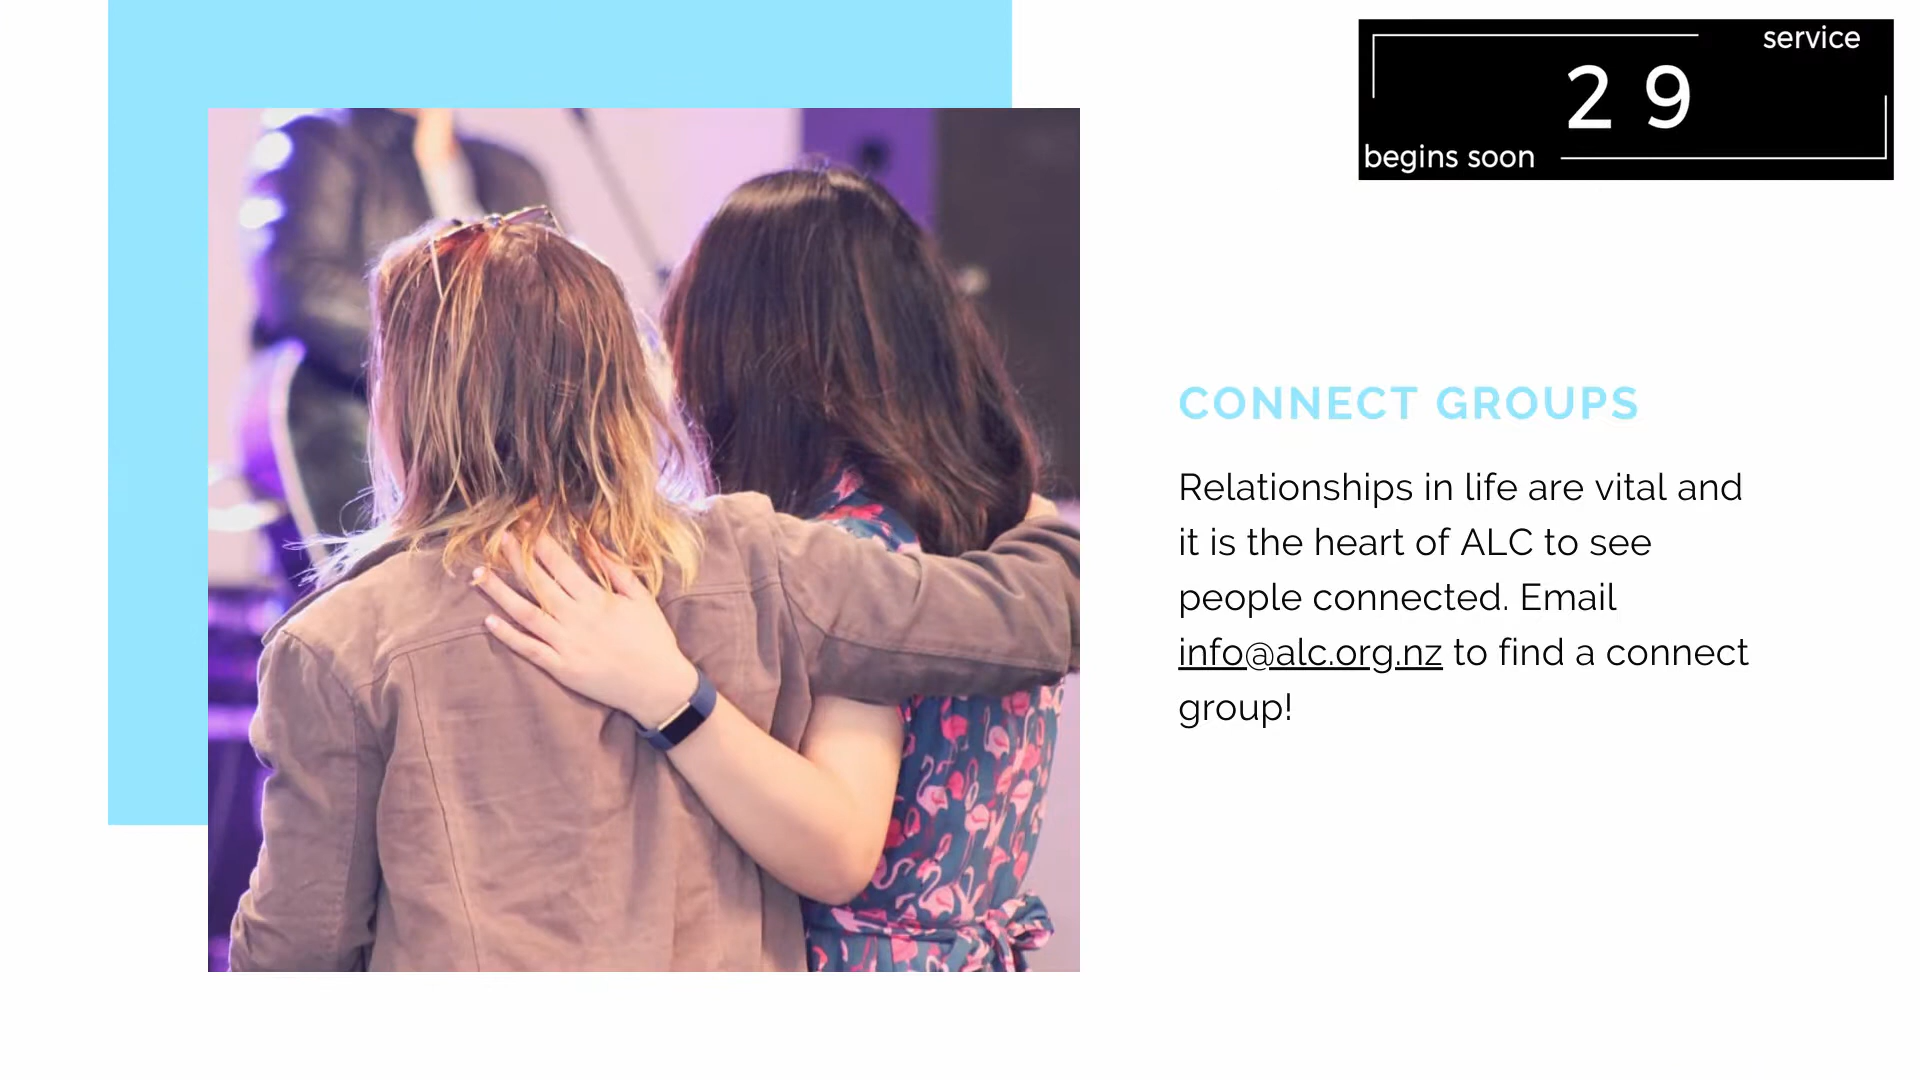 service
2 9
begins soon
CONNECT GROUPS
Relationships in life are vital and
it is the heart of ALC to see
people connected. Email
info@alc.org.nz to find a connect
group!